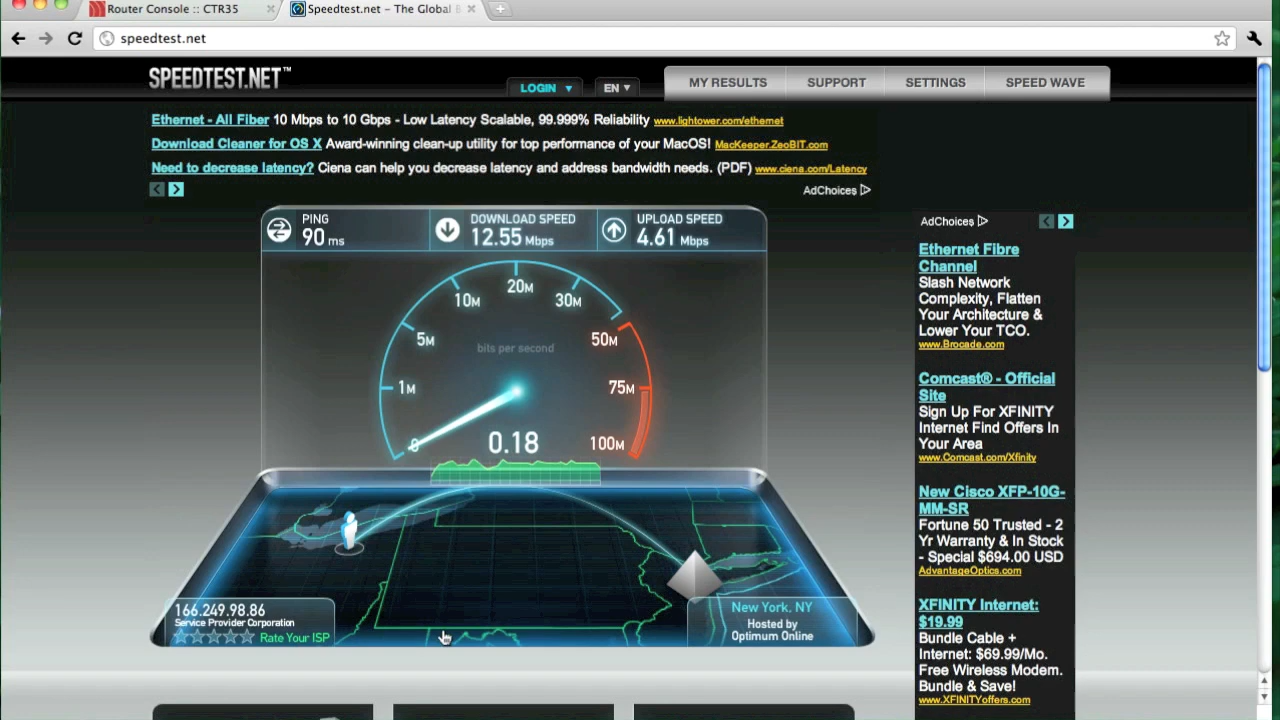 Router Console :: CTR35
Speedtest.net – The Global
speedtest.net
SPEEDTEST.NET™
LOGIN
EN
MY RESULTS
SUPPORT
SETTINGS
SPEED WAVE
Ethernet - All Fiber 10 Mbps to 10 Gbps - Low Latency Scalable, 99.999% Reliability www.lightower.com/ethernet
Download Cleaner for OS X Award-winning clean-up utility for top performance of your MacOS! MacKeeper.ZeoBIT.com
Need to decrease latency? Ciena can help you decrease latency and address bandwidth needs. (PDF) www.ciena.com/Latency
AdChoices
PING
90 ms
DOWNLOAD SPEED
12.55 Mbps
UPLOAD SPEED
4.61 Mbps
20M
10M
30M
5M
50M
bits per second
1M
75M
0
0.18
100M
166.249.98.86
Service Provider Corporation
Rate Your ISP
New York, NY
Hosted by
Optimum Online
AdChoices
Ethernet Fibre
Channel
Slash Network
Complexity, Flatten
Your Architecture &
Lower Your TCO.
www.Brocade.com
Comcast® - Official
Site
Sign Up For XFINITY
Internet Find Offers In
Your Area
www.Comcast.com/Xfinity
New Cisco XFP-10G-
MM-SR
Fortune 50 Trusted - 2
Yr Warranty & In Stock
- Special $694.00 USD
AdvantageOptics.com
XFINITY Internet:
$19.99
Bundle Cable +
Internet: $69.99/Mo.
Free Wireless Modem.
Bundle & Save!
www.XFINITYoffers.com